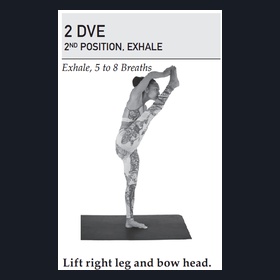 2 DVE
2ND POSITION, EXHALE
Exhale, 5 to 8 Breaths
Lift right leg and bow head.